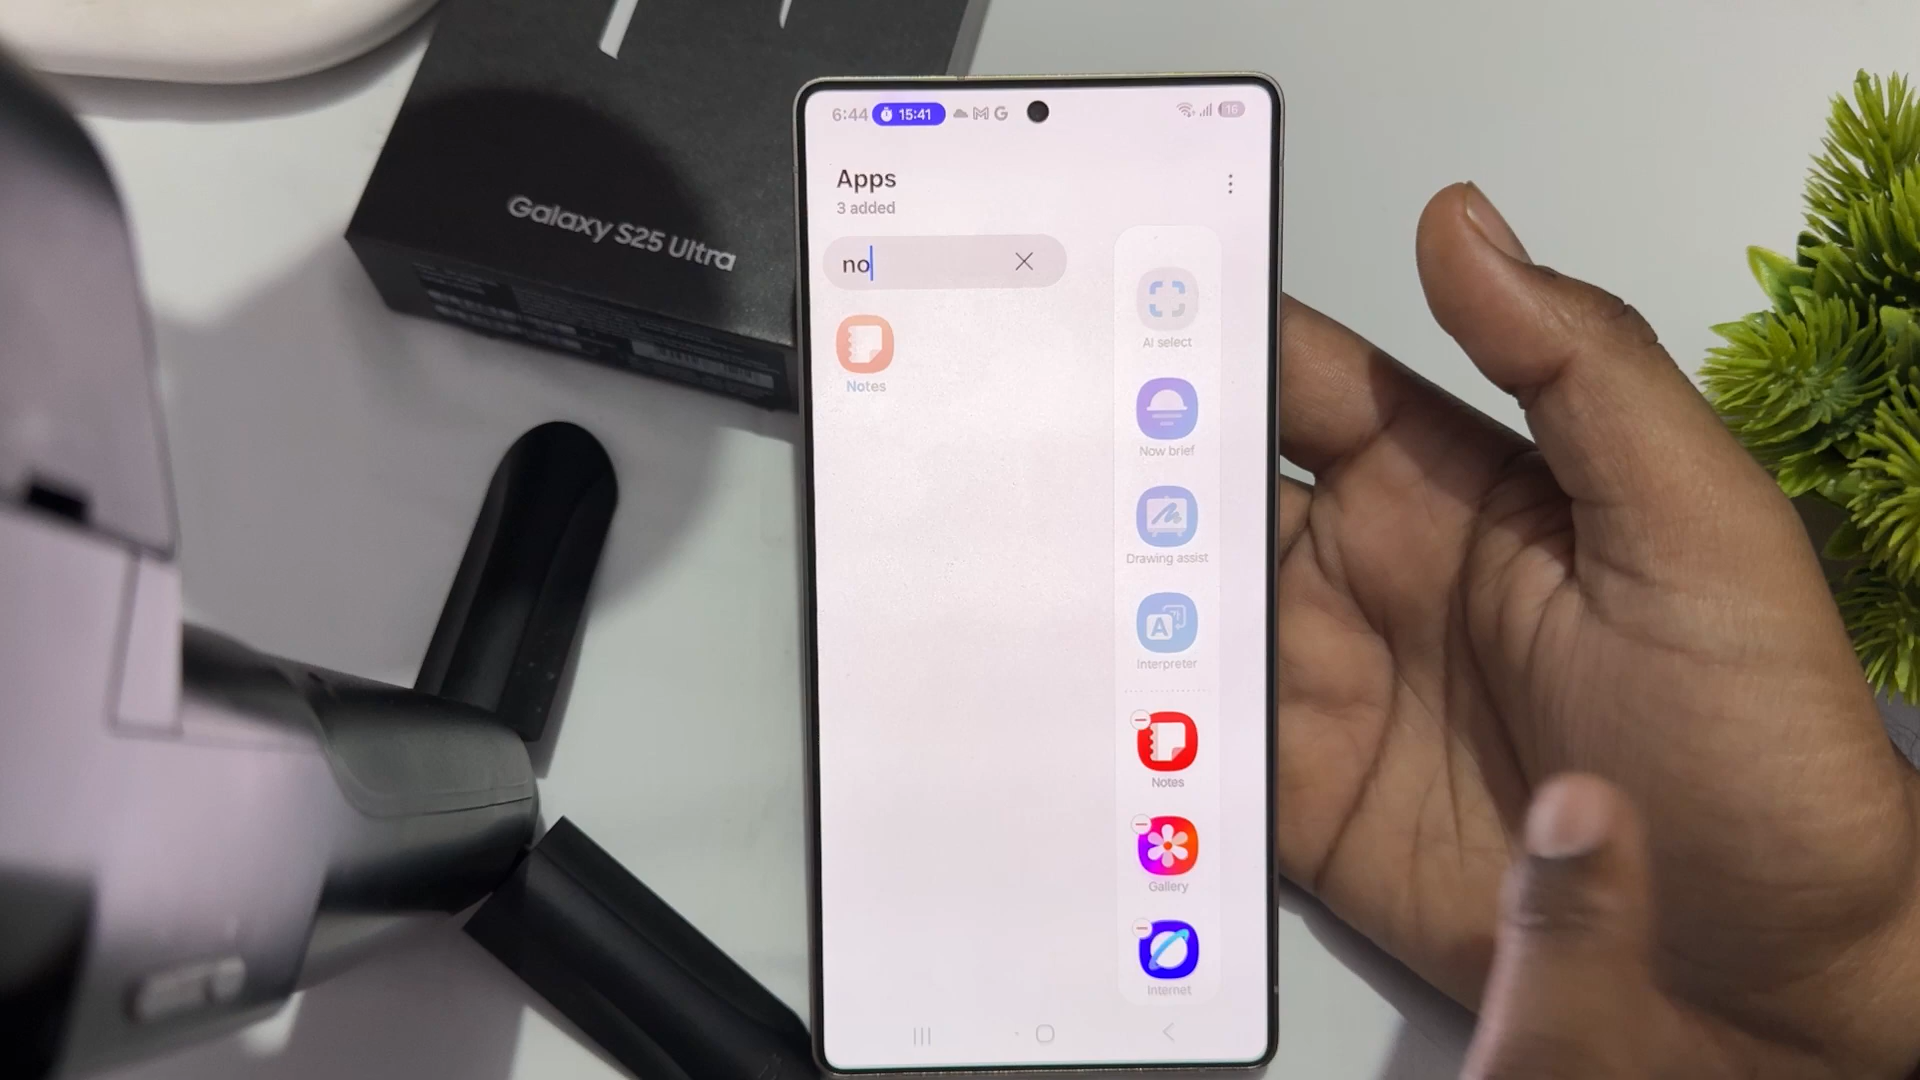 Galaxy S25 Ultra
6:44 15:41 G 16
Apps
3 added
no
Notes
AI select
Now brief
Drawing assist
A
Interpreter
Notes
Gallery
Internet